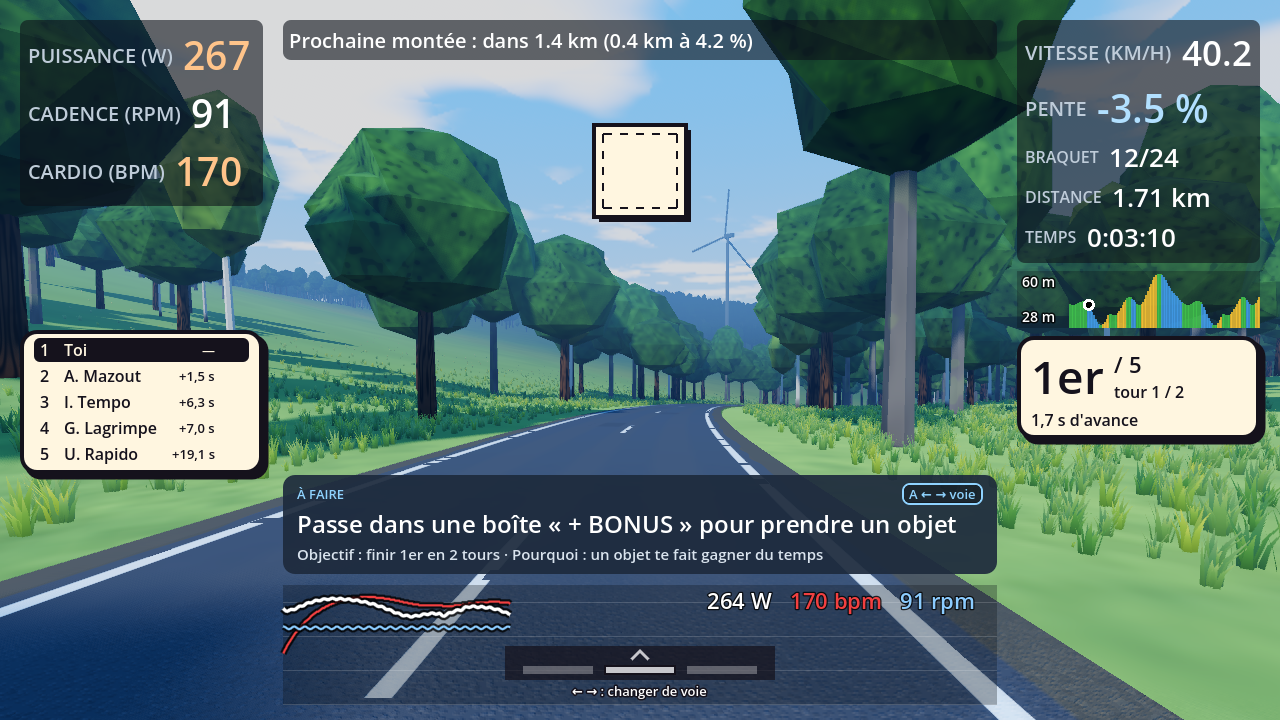 PUISSANCE (W) 267
CADENCE (RPM) 91
CARDIO (BPM) 170
Prochaine montée : dans 1.4 km (0.4 km à 4.2 %)
VITESSE (KM/H) 40.2
PENTE -3.5 %
BRAQUET 12/24
DISTANCE 1.71 km
TEMPS 0:03:10
60 m
28 m
1 Toi —
2 A. Mazout +1,5 s
3 I. Tempo +6,3 s
4 G. Lagrimpe +7,0 s
5 U. Rapido +19,1 s
1er / 5
tour 1 / 2
1,7 s d'avance
À FAIRE
A ← → voie
Passe dans une boîte « + BONUS » pour prendre un objet
Objectif : finir 1er en 2 tours · Pourquoi : un objet te fait gagner du temps
264 W 170 bpm 91 rpm
← → : changer de voie